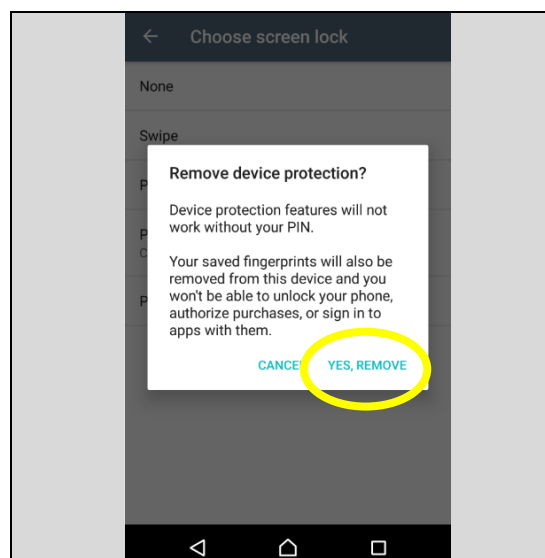 Choose screen lock
None
Swipe
P
Remove device protection?
Device protection features will not
work without your PIN.
P
C
Your saved fingerprints will also be
removed from this device and you
won't be able to unlock your phone,
P
authorize purchases, or sign in to
apps with them.
YES, REMOVE